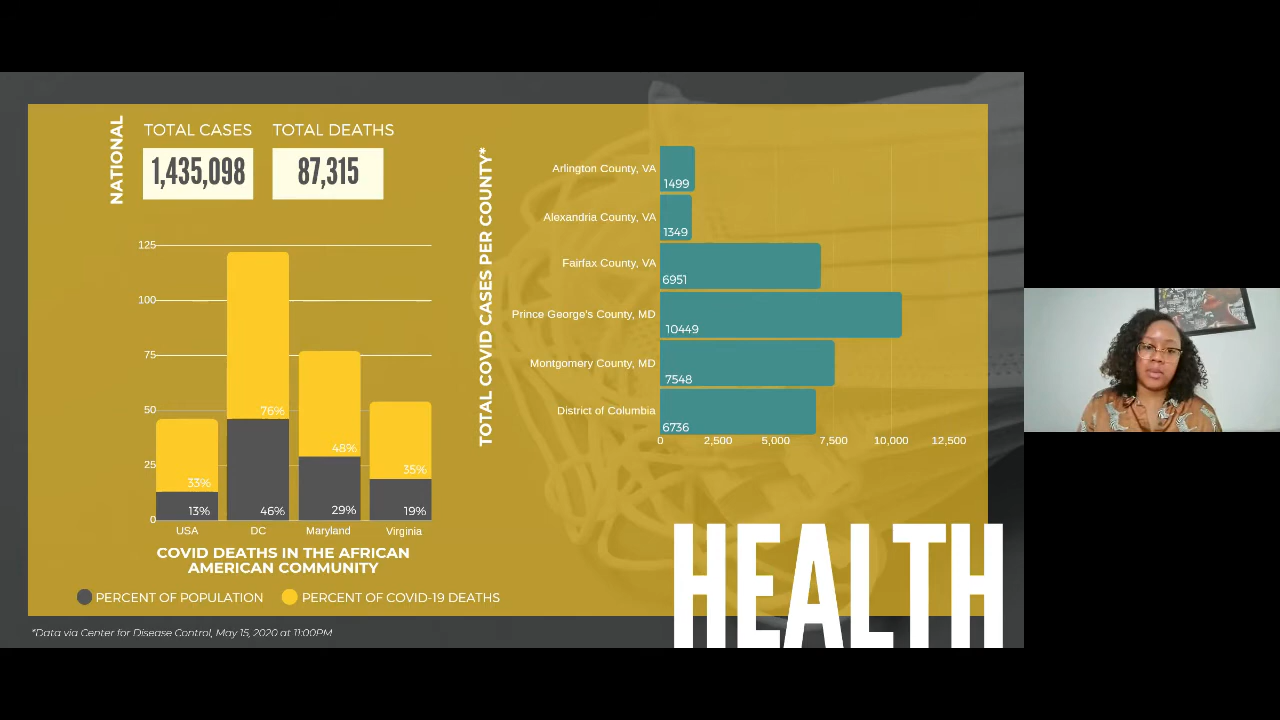 NATIONAL
TOTAL CASES
TOTAL DEATHS
1,435,098
87,315
125
100
75
50
25
0
76%
48%
35%
33%
13%
46%
29%
19%
USA
DC
Maryland
Virginia
COVID DEATHS IN THE AFRICAN
AMERICAN COMMUNITY
PERCENT OF POPULATION
PERCENT OF COVID-19 DEATHS
TOTAL COVID CASES PER COUNTY*
Arlington County, VA
1499
Alexandria County, VA
1349
Fairfax County, VA
6951
Prince George's County, MD
10449
Montgomery County, MD
7548
District of Columbia
6736
0
2,500
5,000
7,500
10,000
12,500
HEALTH
*Data via Center for Disease Control, May 15, 2020 at 11:00PM